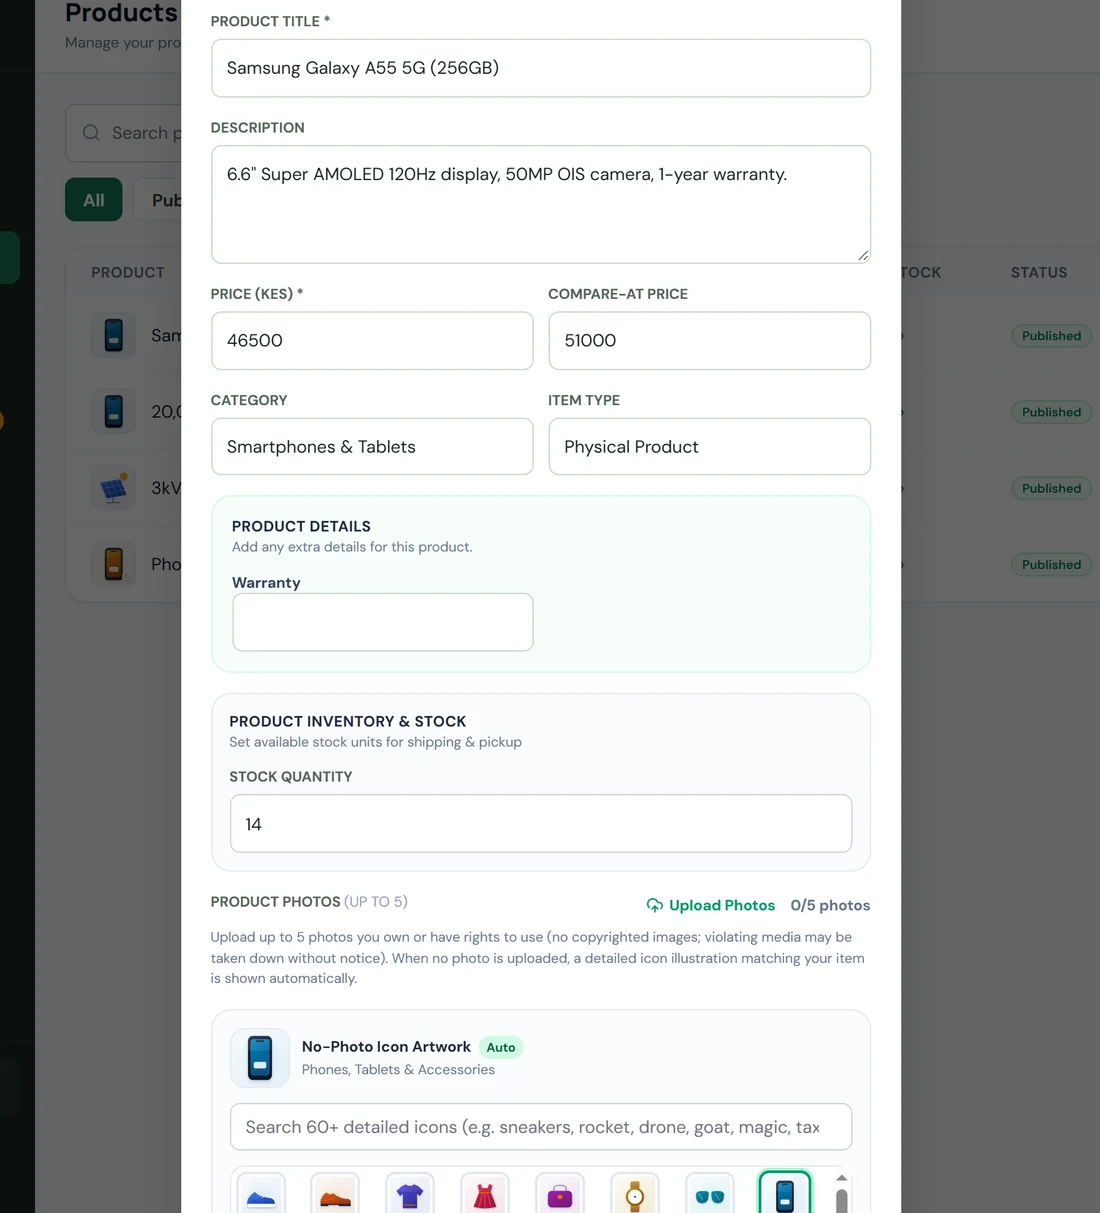 Products
Manage your pro
PRODUCT TITLE *
Samsung Galaxy A55 5G (256GB)
DESCRIPTION
6.6" Super AMOLED 120Hz display, 50MP OIS camera, 1-year warranty.
Search p
All
Pub
PRODUCT
TOCK
STATUS
Sam
Published
20,0
Published
3kV
Published
Pho
Published
PRICE (KES) *
COMPARE-AT PRICE
46500
51000
CATEGORY
ITEM TYPE
Smartphones & Tablets
Physical Product
PRODUCT DETAILS
Add any extra details for this product.
Warranty
PRODUCT INVENTORY & STOCK
Set available stock units for shipping & pickup
STOCK QUANTITY
14
PRODUCT PHOTOS (UP TO 5)
Upload Photos
0/5 photos
Upload up to 5 photos you own or have rights to use (no copyrighted images; violating media may be
taken down without notice). When no photo is uploaded, a detailed icon illustration matching your item
is shown automatically.
No-Photo Icon Artwork
Auto
Phones, Tablets & Accessories
Search 60+ detailed icons (e.g. sneakers, rocket, drone, goat, magic, tax